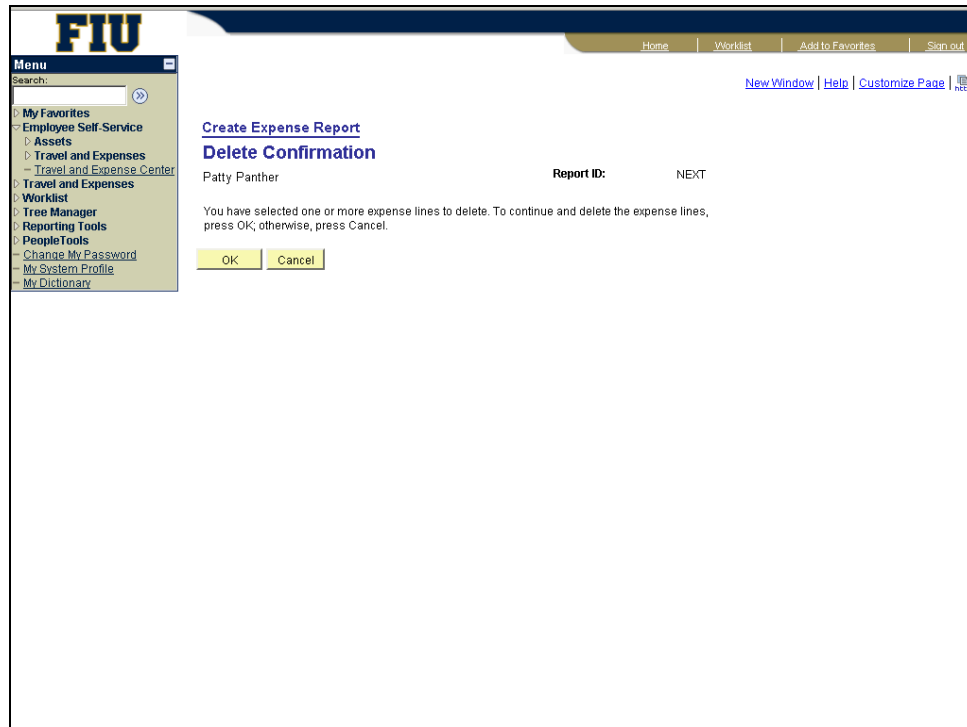 FIU
Home | Worklist | Add to Favorites | Sign out
Menu
Search:
New Window | Help | Customize Page |
My Favorites
Employee Self-Service
Assets
Travel and Expenses
Travel and Expense Center
Travel and Expenses
Worklist
Tree Manager
Reporting Tools
PeopleTools
Change My Password
My System Profile
My Dictionary
Create Expense Report
Delete Confirmation
Patty Panther Report ID: NEXT
You have selected one or more expense lines to delete. To continue and delete the expense lines,
press OK; otherwise, press Cancel.
OK Cancel